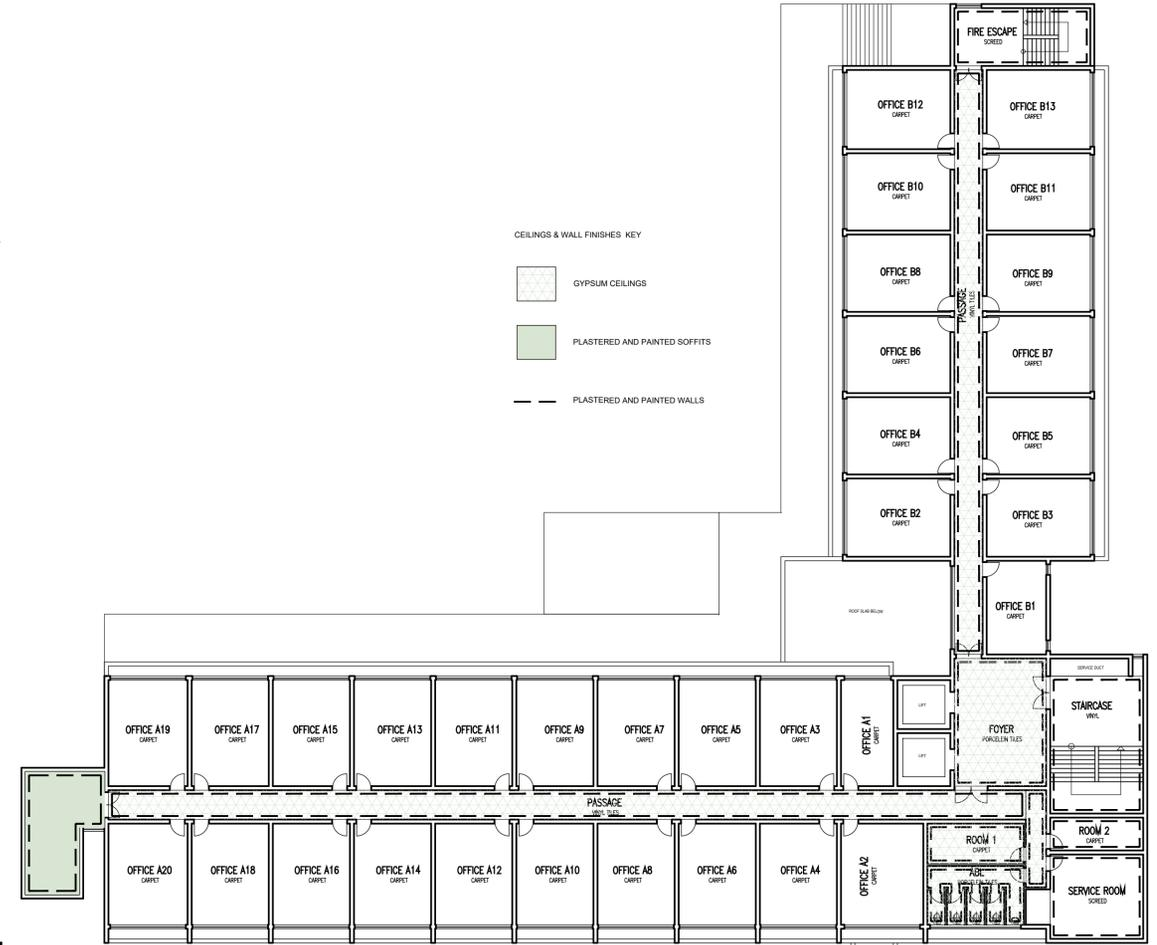 FIRE ESCAPE
SCREED
OFFICE B12
CARPET
OFFICE B13
CARPET
OFFICE B10
CARPET
OFFICE B11
CARPET
CEILINGS & WALL FINISHES KEY
GYPSUM CEILINGS
PLASTERED AND PAINTED SOFFITS
PLASTERED AND PAINTED WALLS
OFFICE B8
CARPET
OFFICE B9
CARPET
PASSAGE
VINYL TILES
OFFICE B6
CARPET
OFFICE B7
CARPET
OFFICE B4
CARPET
OFFICE B5
CARPET
OFFICE B2
CARPET
OFFICE B3
CARPET
ROOF SLAB BELOW
OFFICE B1
CARPET
SERVICE DUCT
STAIRCASE
VINYL
FOYER
PORCELEIN TILES
LIFT
LIFT
OFFICE A19
CARPET
OFFICE A17
CARPET
OFFICE A15
CARPET
OFFICE A13
CARPET
OFFICE A11
CARPET
OFFICE A9
CARPET
OFFICE A7
CARPET
OFFICE A5
CARPET
OFFICE A3
CARPET
OFFICE A1
CARPET
PASSAGE
VINYL TILES
OFFICE A20
CARPET
OFFICE A18
CARPET
OFFICE A16
CARPET
OFFICE A14
CARPET
OFFICE A12
CARPET
OFFICE A10
CARPET
OFFICE A8
CARPET
OFFICE A6
CARPET
OFFICE A4
CARPET
OFFICE A2
CARPET
ROOM 1
CARPET
ABL
PORCELEIN TILES
ROOM 2
CARPET
SERVICE ROOM
SCREED